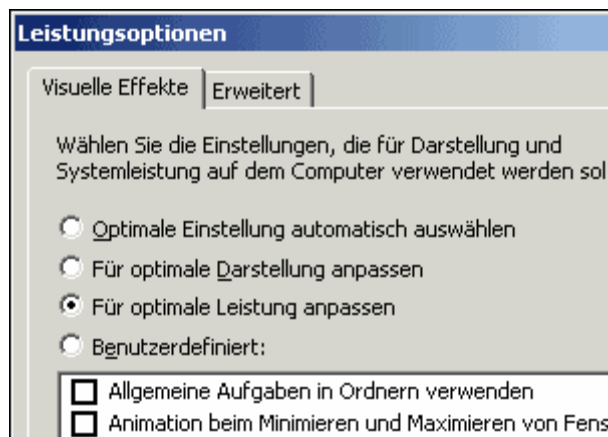 Leistungsoptionen
Visuelle Effekte
Erweitert
Wählen Sie die Einstellungen, die für Darstellung und
Systemleistung auf dem Computer verwendet werden sol
Optimale Einstellung automatisch auswählen
Für optimale Darstellung anpassen
Für optimale Leistung anpassen
Benutzerdefiniert:
Allgemeine Aufgaben in Ordnern verwenden
Animation beim Minimieren und Maximieren von Fens